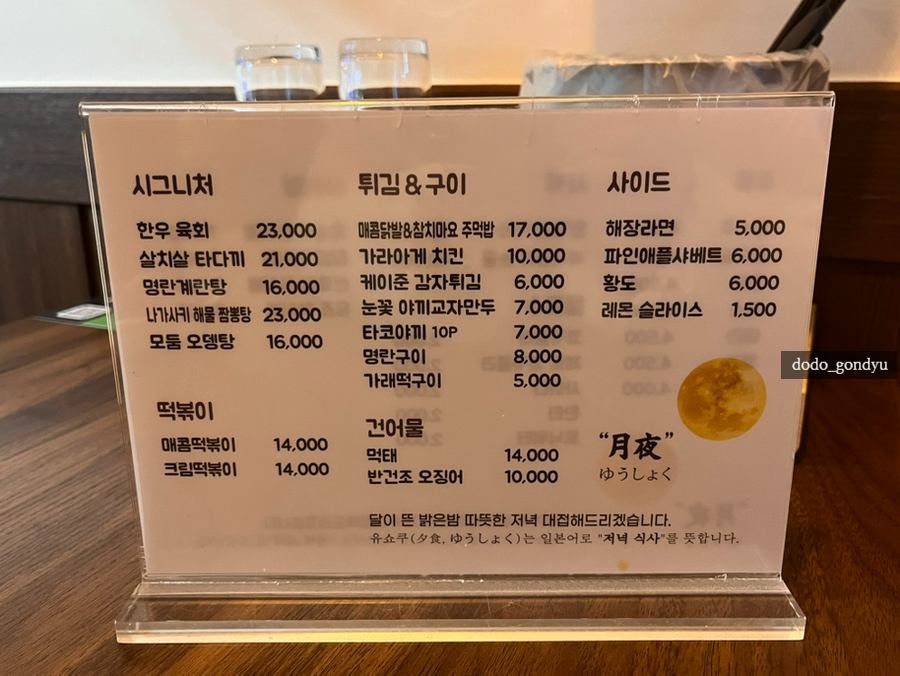 시그니처
한우 육회 23,000
살치살 타다끼 21,000
명란계란탕 16,000
나가사키 해물 짬뽕탕 23,000
모둠 오뎅탕 16,000
떡볶이
매콤떡볶이 14,000
크림떡볶이 14,000
튀김 & 구이
매콤닭발&참치마요 주먹밥 17,000
가라아게 치킨 10,000
케이준 감자튀김 6,000
눈꽃 야끼교자만두 7,000
타코야끼 10P 7,000
명란구이 8,000
가래떡구이 5,000
건어물
먹태 14,000
반건조 오징어 10,000
사이드
해장라면 5,000
파인애플샤베트 6,000
황도 6,000
레몬 슬라이스 1,500
“月夜”
ゆうしょく
달이 뜬 밝은밤 따뜻한 저녁 대접해드리겠습니다.
유쇼쿠(夕食, ゆうしょく)는 일본어로 "저녁 식사"를 뜻합니다.
dodo_gondyu